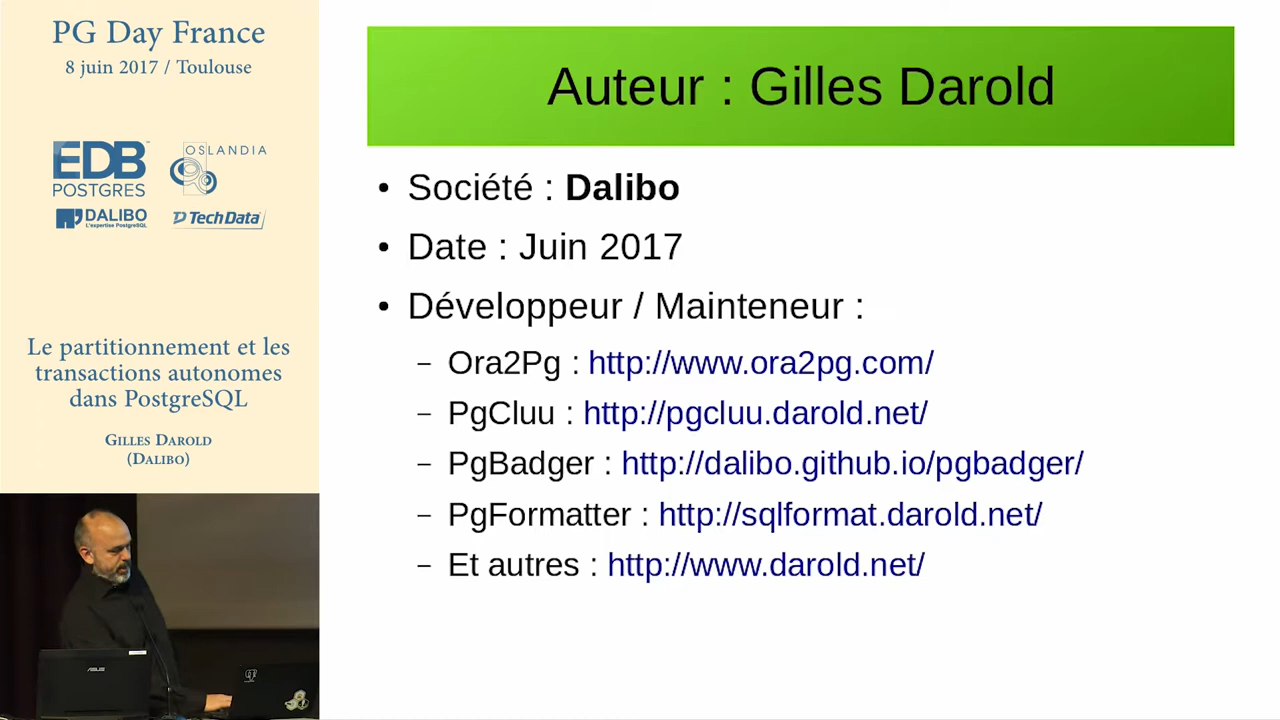 PG Day France
8 juin 2017 / Toulouse
EDB
POSTGRES
OSLANDIA
DALIBO
L'expertise PostgreSQL
Tech Data
Le partitionnement et les
transactions autonomes
dans PostgreSQL
Gilles Darold
(Dalibo)
ASUS
Auteur : Gilles Darold
• Société : Dalibo
• Date : Juin 2017
• Développeur / Mainteneur :
– Ora2Pg : http://www.ora2pg.com/
– PgCluu : http://pgcluu.darold.net/
– PgBadger : http://dalibo.github.io/pgbadger/
– PgFormatter : http://sqlformat.darold.net/
– Et autres : http://www.darold.net/